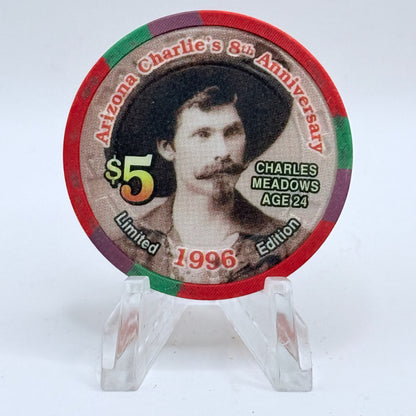 Arizona Charlie's 8th Anniversary
$5
CHARLES
MEADOWS
AGE 24
Limited
1996
Edition